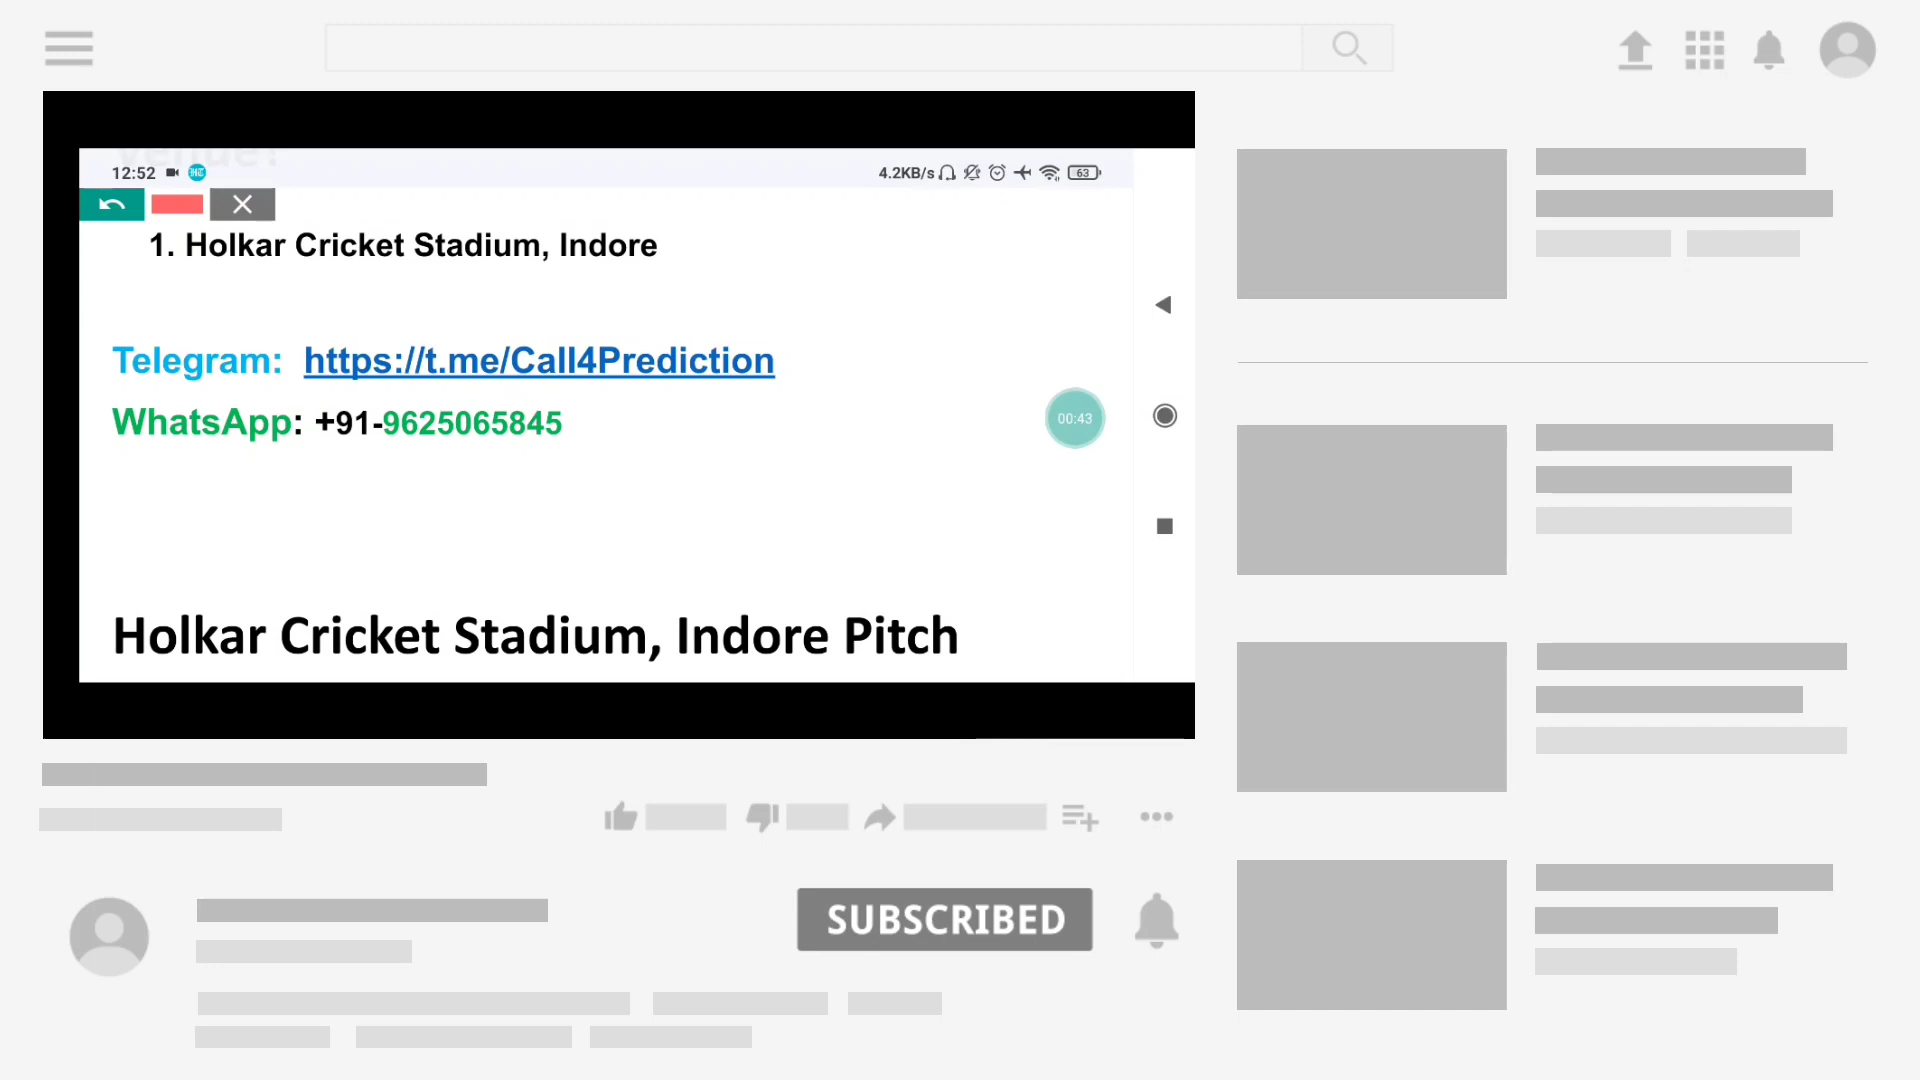 Venue?
12:52
4.2KB/s
63
1. Holkar Cricket Stadium, Indore
Telegram: https://t.me/Call4Prediction
WhatsApp: +91-9625065845
00:43
Holkar Cricket Stadium, Indore Pitch
SUBSCRIBED